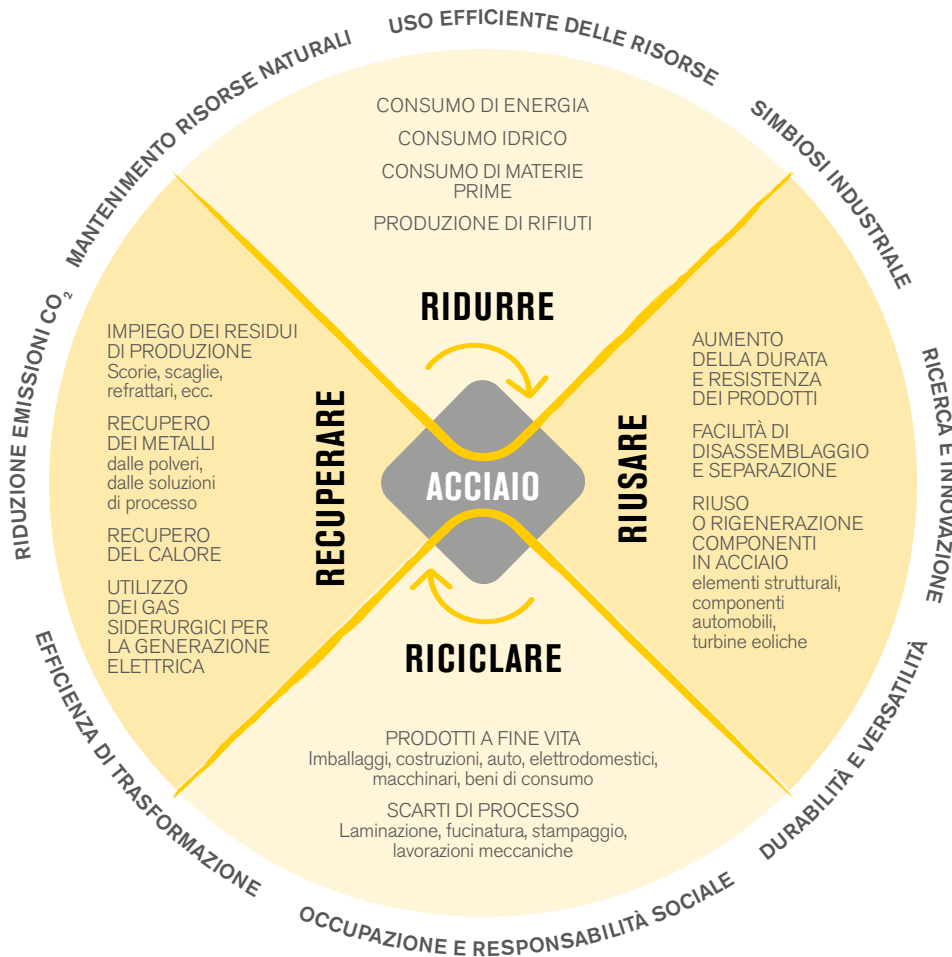 USO EFFICIENTE DELLE RISORSE
SIMBIOSI INDUSTRIALE
RICERCA E INNOVAZIONE
DURABILITÀ E VERSATILITÀ
OCCUPAZIONE E RESPONSABILITÀ SOCIALE
EFFICIENZA DI TRASFORMAZIONE
RIDUZIONE EMISSIONI CO₂
MANTENIMENTO RISORSE NATURALI
CONSUMO DI ENERGIA
CONSUMO IDRICO
CONSUMO DI MATERIE
PRIME
PRODUZIONE DI RIFIUTI
RIDURRE
IMPIEGO DEI RESIDUI
DI PRODUZIONE
Scorie, scaglie,
refrattari, ecc.
RECUPERO
DEI METALLI
dalle polveri,
dalle soluzioni
di processo
RECUPERO
DEL CALORE
UTILIZZO
DEI GAS
SIDERURGICI PER
LA GENERAZIONE
ELETTRICA
RECUPERARE
ACCIAIO
RIUSARE
AUMENTO
DELLA DURATA
E RESISTENZA
DEI PRODOTTI
FACILITÀ DI
DISASSEMBLAGGIO
E SEPARAZIONE
RIUSO
O RIGENERAZIONE
COMPONENTI
IN ACCIAIO
elementi strutturali,
componenti
automobili,
turbine eoliche
RICICLARE
PRODOTTI A FINE VITA
Imballaggi, costruzioni, auto, elettrodomestici,
macchinari, beni di consumo
SCARTI DI PROCESSO
Laminazione, fucinatura, stampaggio,
lavorazioni meccaniche